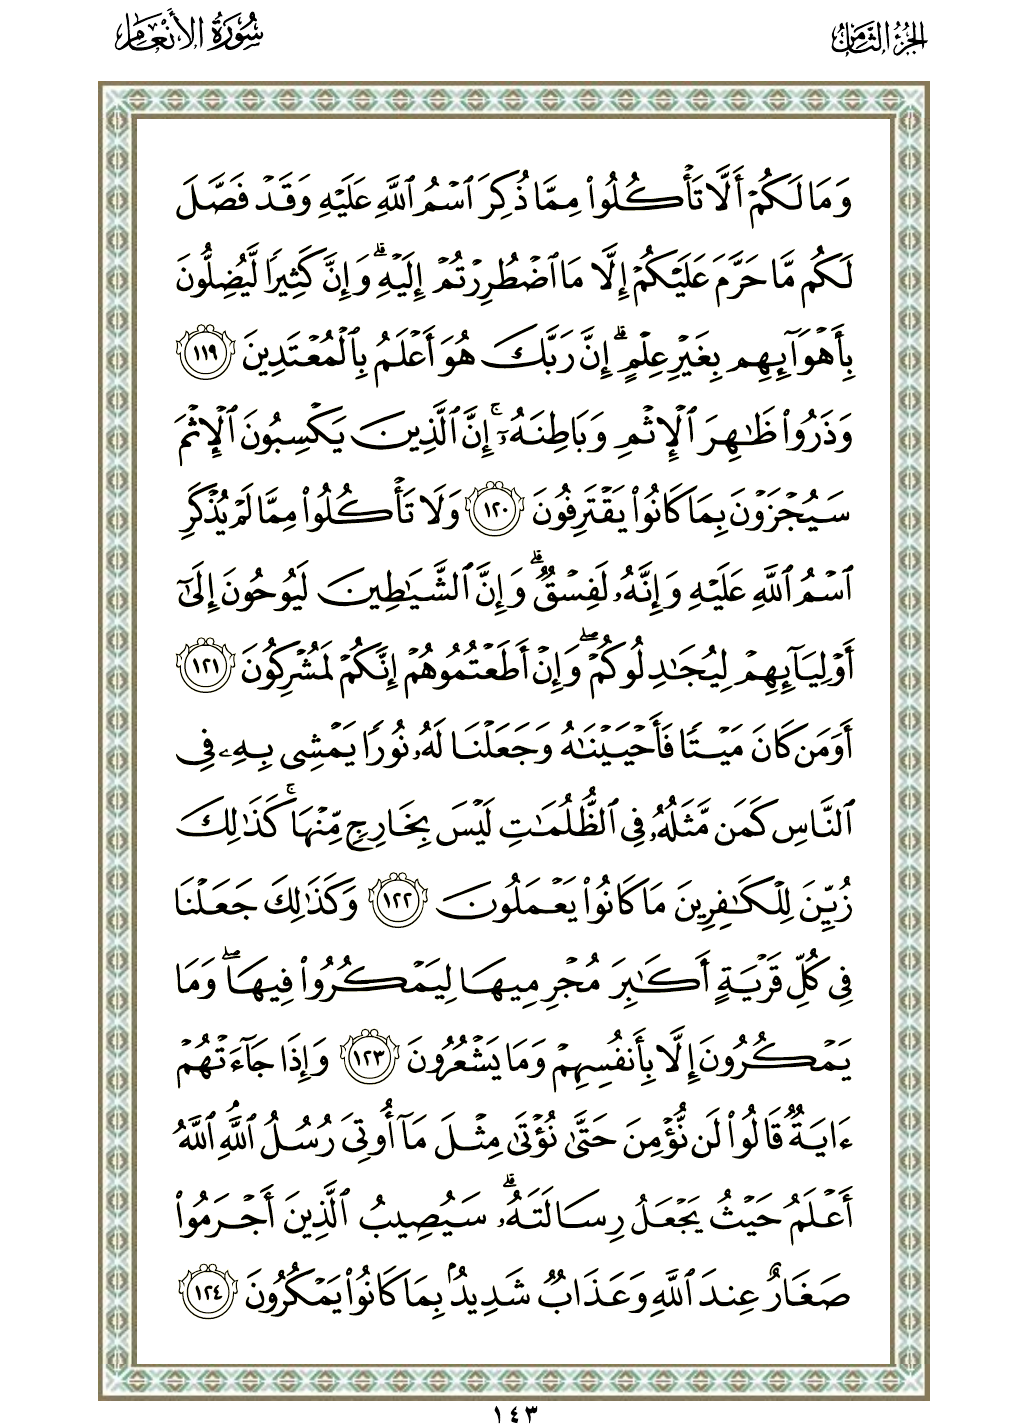 الجزء الثامن
سورة الأنعام
وَمَا لَكُمْ أَلَّا تَأْكُلُوا۟ مِمَّا ذُكِرَ ٱسْمُ ٱللَّهِ عَلَيْهِ وَقَدْ فَصَّلَ
لَكُم مَّا حَرَّمَ عَلَيْكُمْ إِلَّا مَا ٱضْطُرِرْتُمْ إِلَيْهِ ۗ وَإِنَّ كَثِيرًا لَّيُضِلُّونَ
بِأَهْوَآئِهِم بِغَيْرِ عِلْمٍ ۗ إِنَّ رَبَّكَ هُوَ أَعْلَمُ بِٱلْمُعْتَدِينَ ١١٩
وَذَرُوا۟ ظَـٰهِرَ ٱلْإِثْمِ وَبَاطِنَهُۥٓ ۚ إِنَّ ٱلَّذِينَ يَكْسِبُونَ ٱلْإِثْمَ
سَيُجْزَوْنَ بِمَا كَانُوا۟ يَقْتَرِفُونَ ١٢٠ وَلَا تَأْكُلُوا۟ مِمَّا لَمْ يُذْكَرِ
ٱسْمُ ٱللَّهِ عَلَيْهِ وَإِنَّهُۥ لَفِسْقٌ ۗ وَإِنَّ ٱلشَّيَـٰطِينَ لَيُوحُونَ إِلَىٰٓ
أَوْلِيَآئِهِمْ لِيُجَـٰدِلُوكُمْ ۖ وَإِنْ أَطَعْتُمُوهُمْ إِنَّكُمْ لَمُشْرِكُونَ ١٢١
أَوَمَن كَانَ مَيْتًا فَأَحْيَيْنَـٰهُ وَجَعَلْنَا لَهُۥ نُورًا يَمْشِى بِهِۦ فِى
ٱلنَّاسِ كَمَن مَّثَلُهُۥ فِى ٱلظُّلُمَـٰتِ لَيْسَ بِخَارِجٍ مِّنْهَا ۚ كَذَٰلِكَ
زُيِّنَ لِلْكَـٰفِرِينَ مَا كَانُوا۟ يَعْمَلُونَ ١٢٢ وَكَذَٰلِكَ جَعَلْنَا
فِى كُلِّ قَرْيَةٍ أَكَـٰبِرَ مُجْرِمِيهَا لِيَمْكُرُوا۟ فِيهَا ۖ وَمَا
يَمْكُرُونَ إِلَّا بِأَنفُسِهِمْ وَمَا يَشْعُرُونَ ١٢٣ وَإِذَا جَآءَتْهُمْ
ءَايَةٌ قَالُوا۟ لَن نُّؤْمِنَ حَتَّىٰ نُؤْتَىٰ مِثْلَ مَآ أُوتِىَ رُسُلُ ٱللَّهِ ۘ ٱللَّهُ
أَعْلَمُ حَيْثُ يَجْعَلُ رِسَالَتَهُۥ ۗ سَيُصِيبُ ٱلَّذِينَ أَجْرَمُوا۟
صَغَارٌ عِندَ ٱللَّهِ وَعَذَابٌ شَدِيدٌۢ بِمَا كَانُوا۟ يَمْكُرُونَ ١٢٤
١٤٣